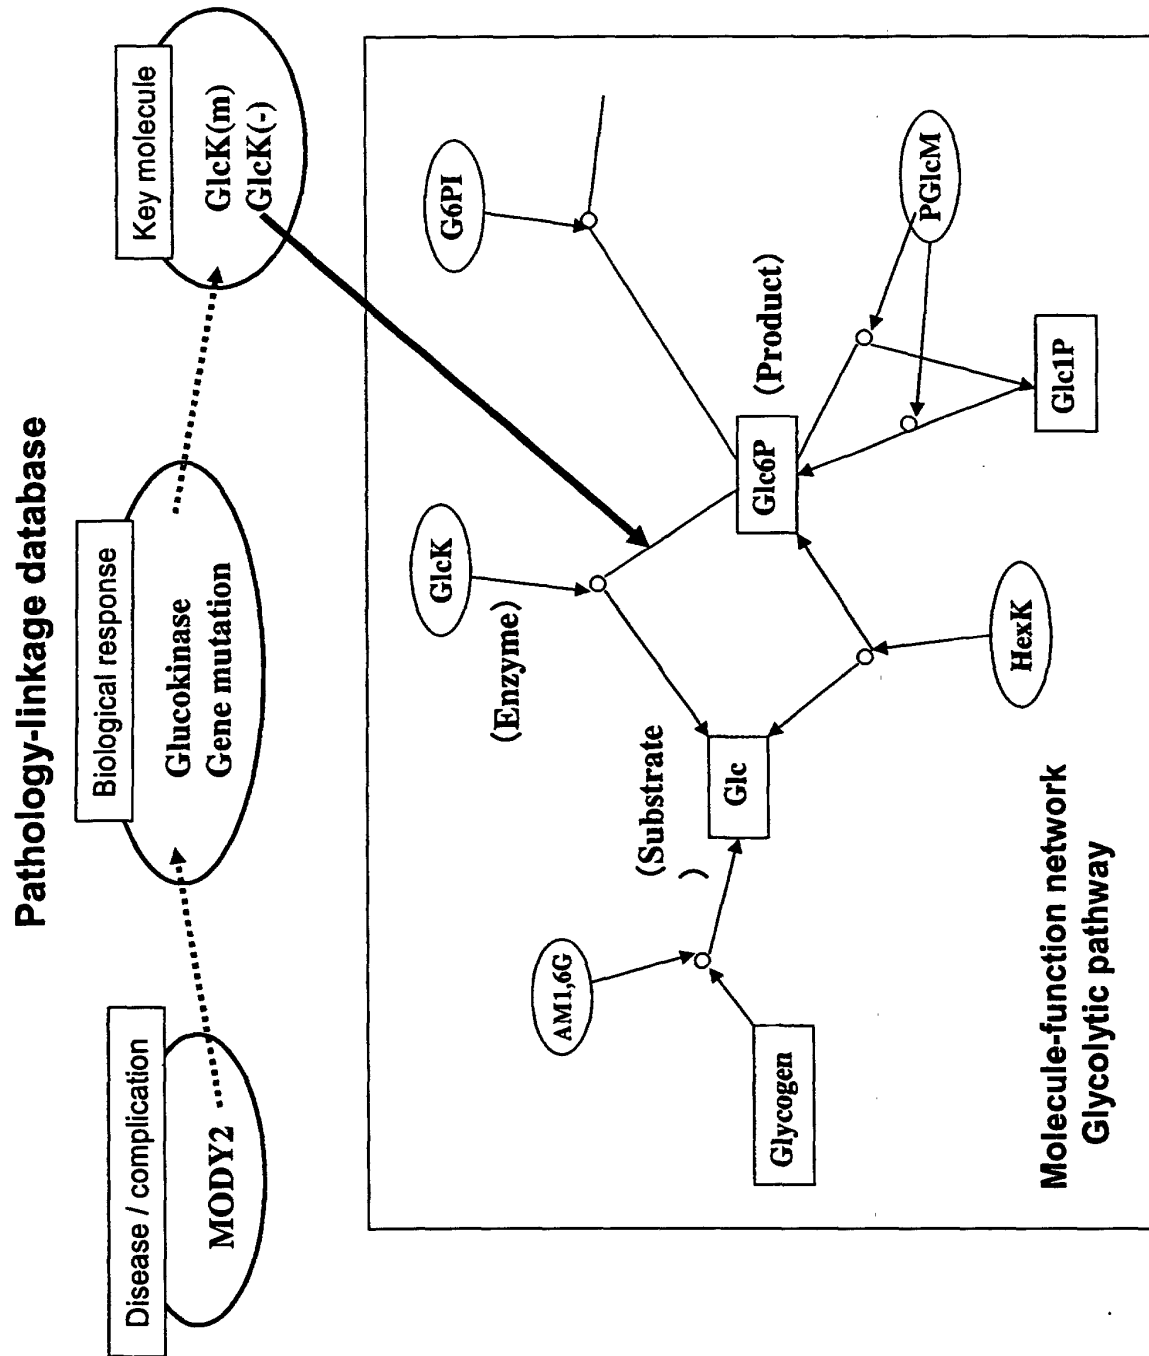 Pathology-linkage database
Disease / complication
MODY2
Biological response
Glucokinase
Gene mutation
Key molecule
GlcK(m)
GlcK(-)
AM1,6G
Glycogen
(Substrate
)
Glc
(Enzyme)
GlcK
HexK
Glc6P
(Product)
G6PI
PGlcM
Glc1P
Molecule-function network
Glycolytic pathway